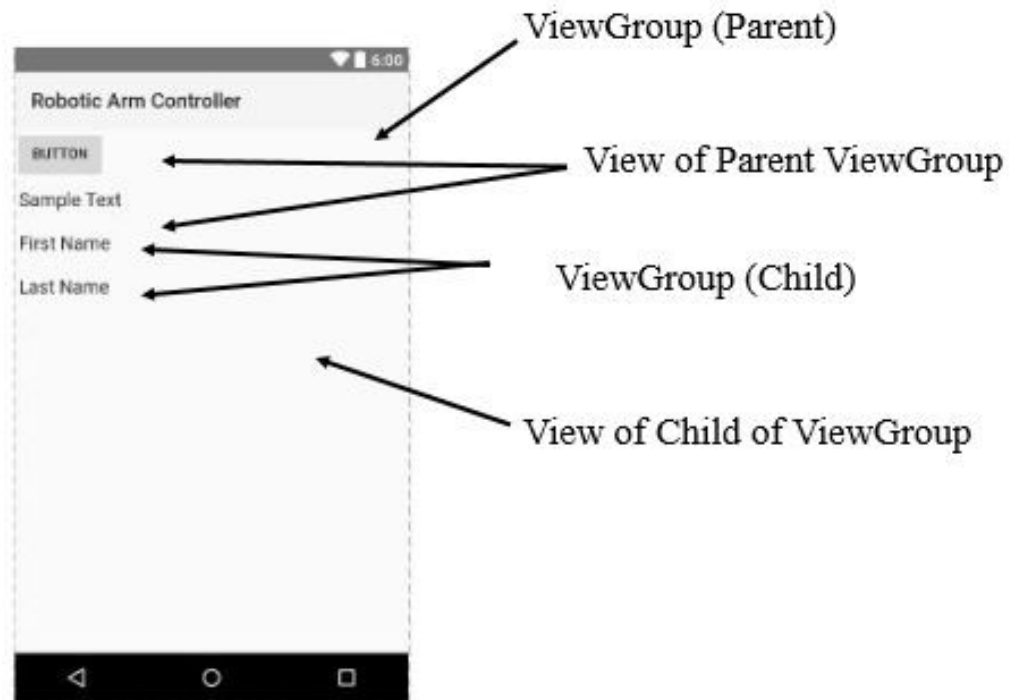 ViewGroup (Parent)
6:00
Robotic Arm Controller
BUTTON
View of Parent ViewGroup
Sample Text
First Name
ViewGroup (Child)
Last Name
View of Child of ViewGroup